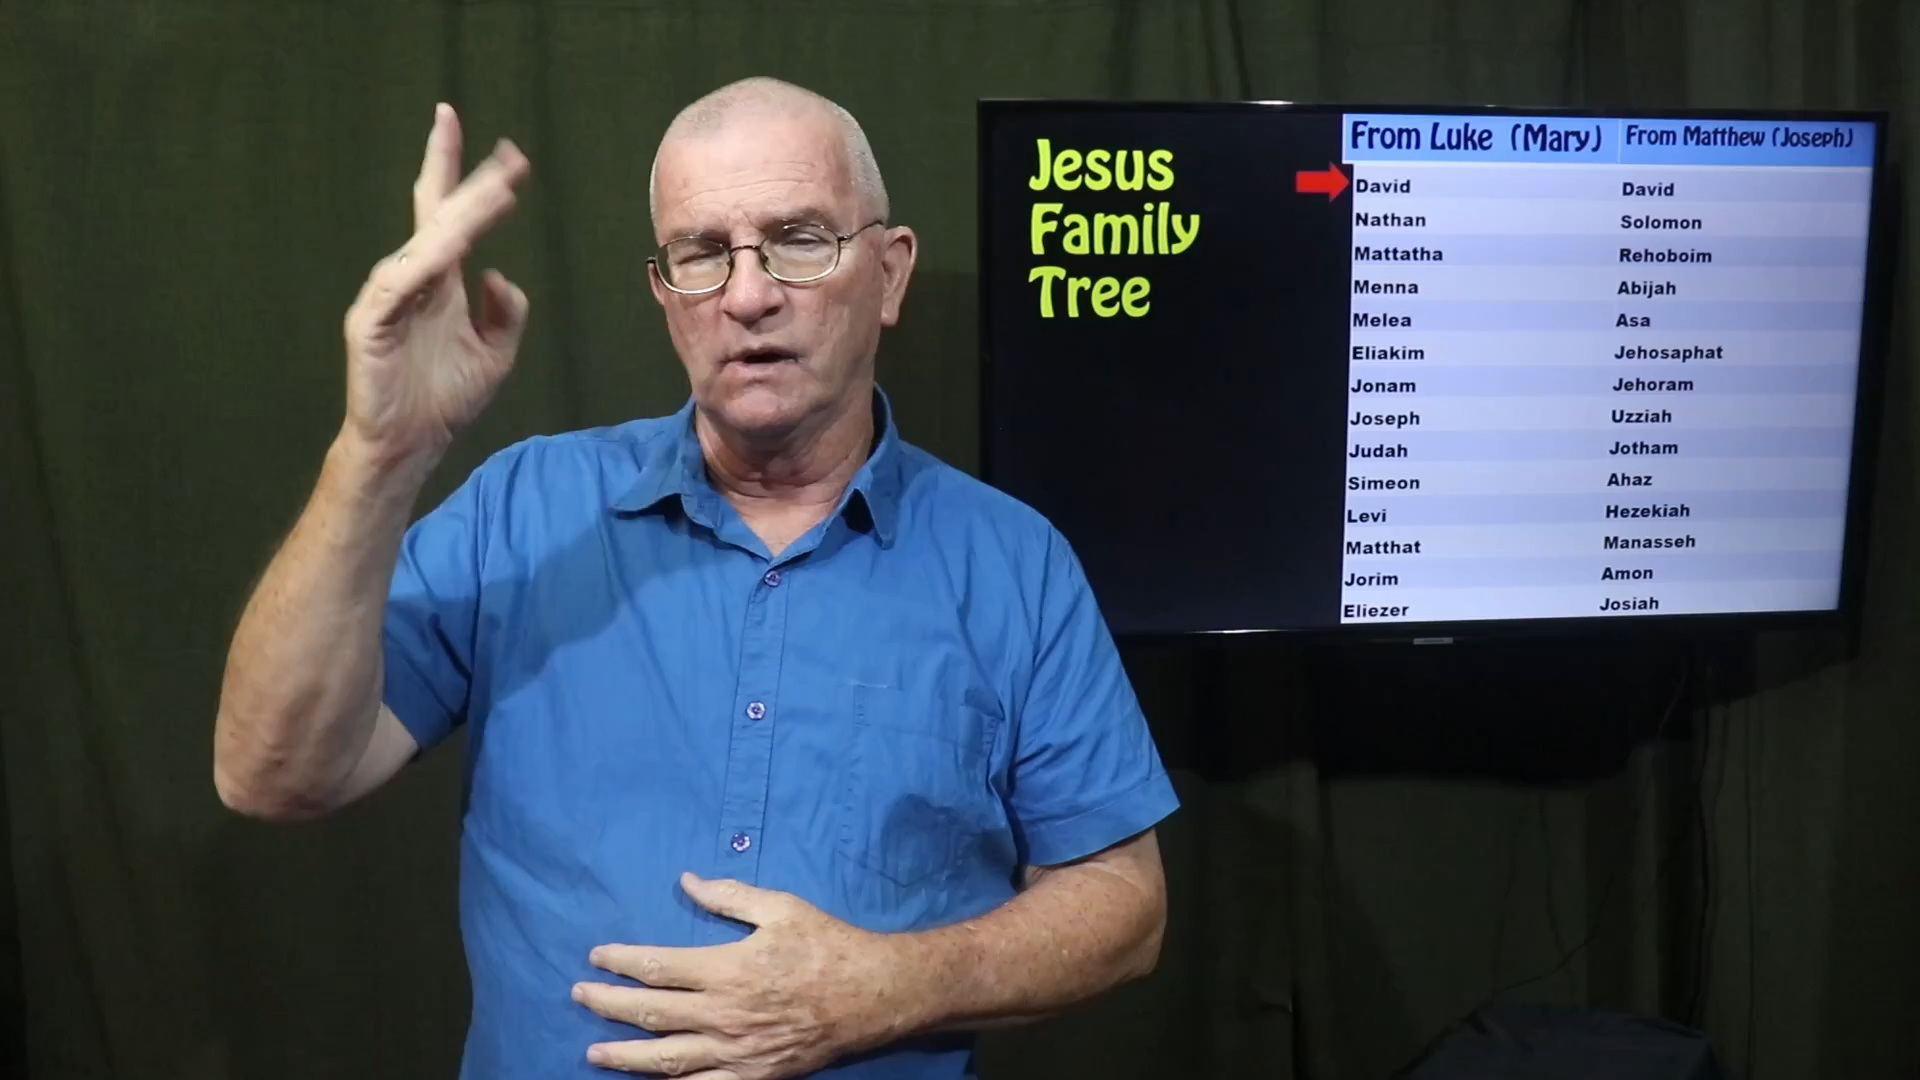 Jesus
Family
Tree
From Luke (Mary) From Matthew (Joseph)
David David
Nathan Solomon
Mattatha Rehoboim
Menna Abijah
Melea Asa
Eliakim Jehosaphat
Jonam Jehoram
Joseph Uzziah
Judah Jotham
Simeon Ahaz
Levi Hezekiah
Matthat Manasseh
Jorim Amon
Eliezer Josiah